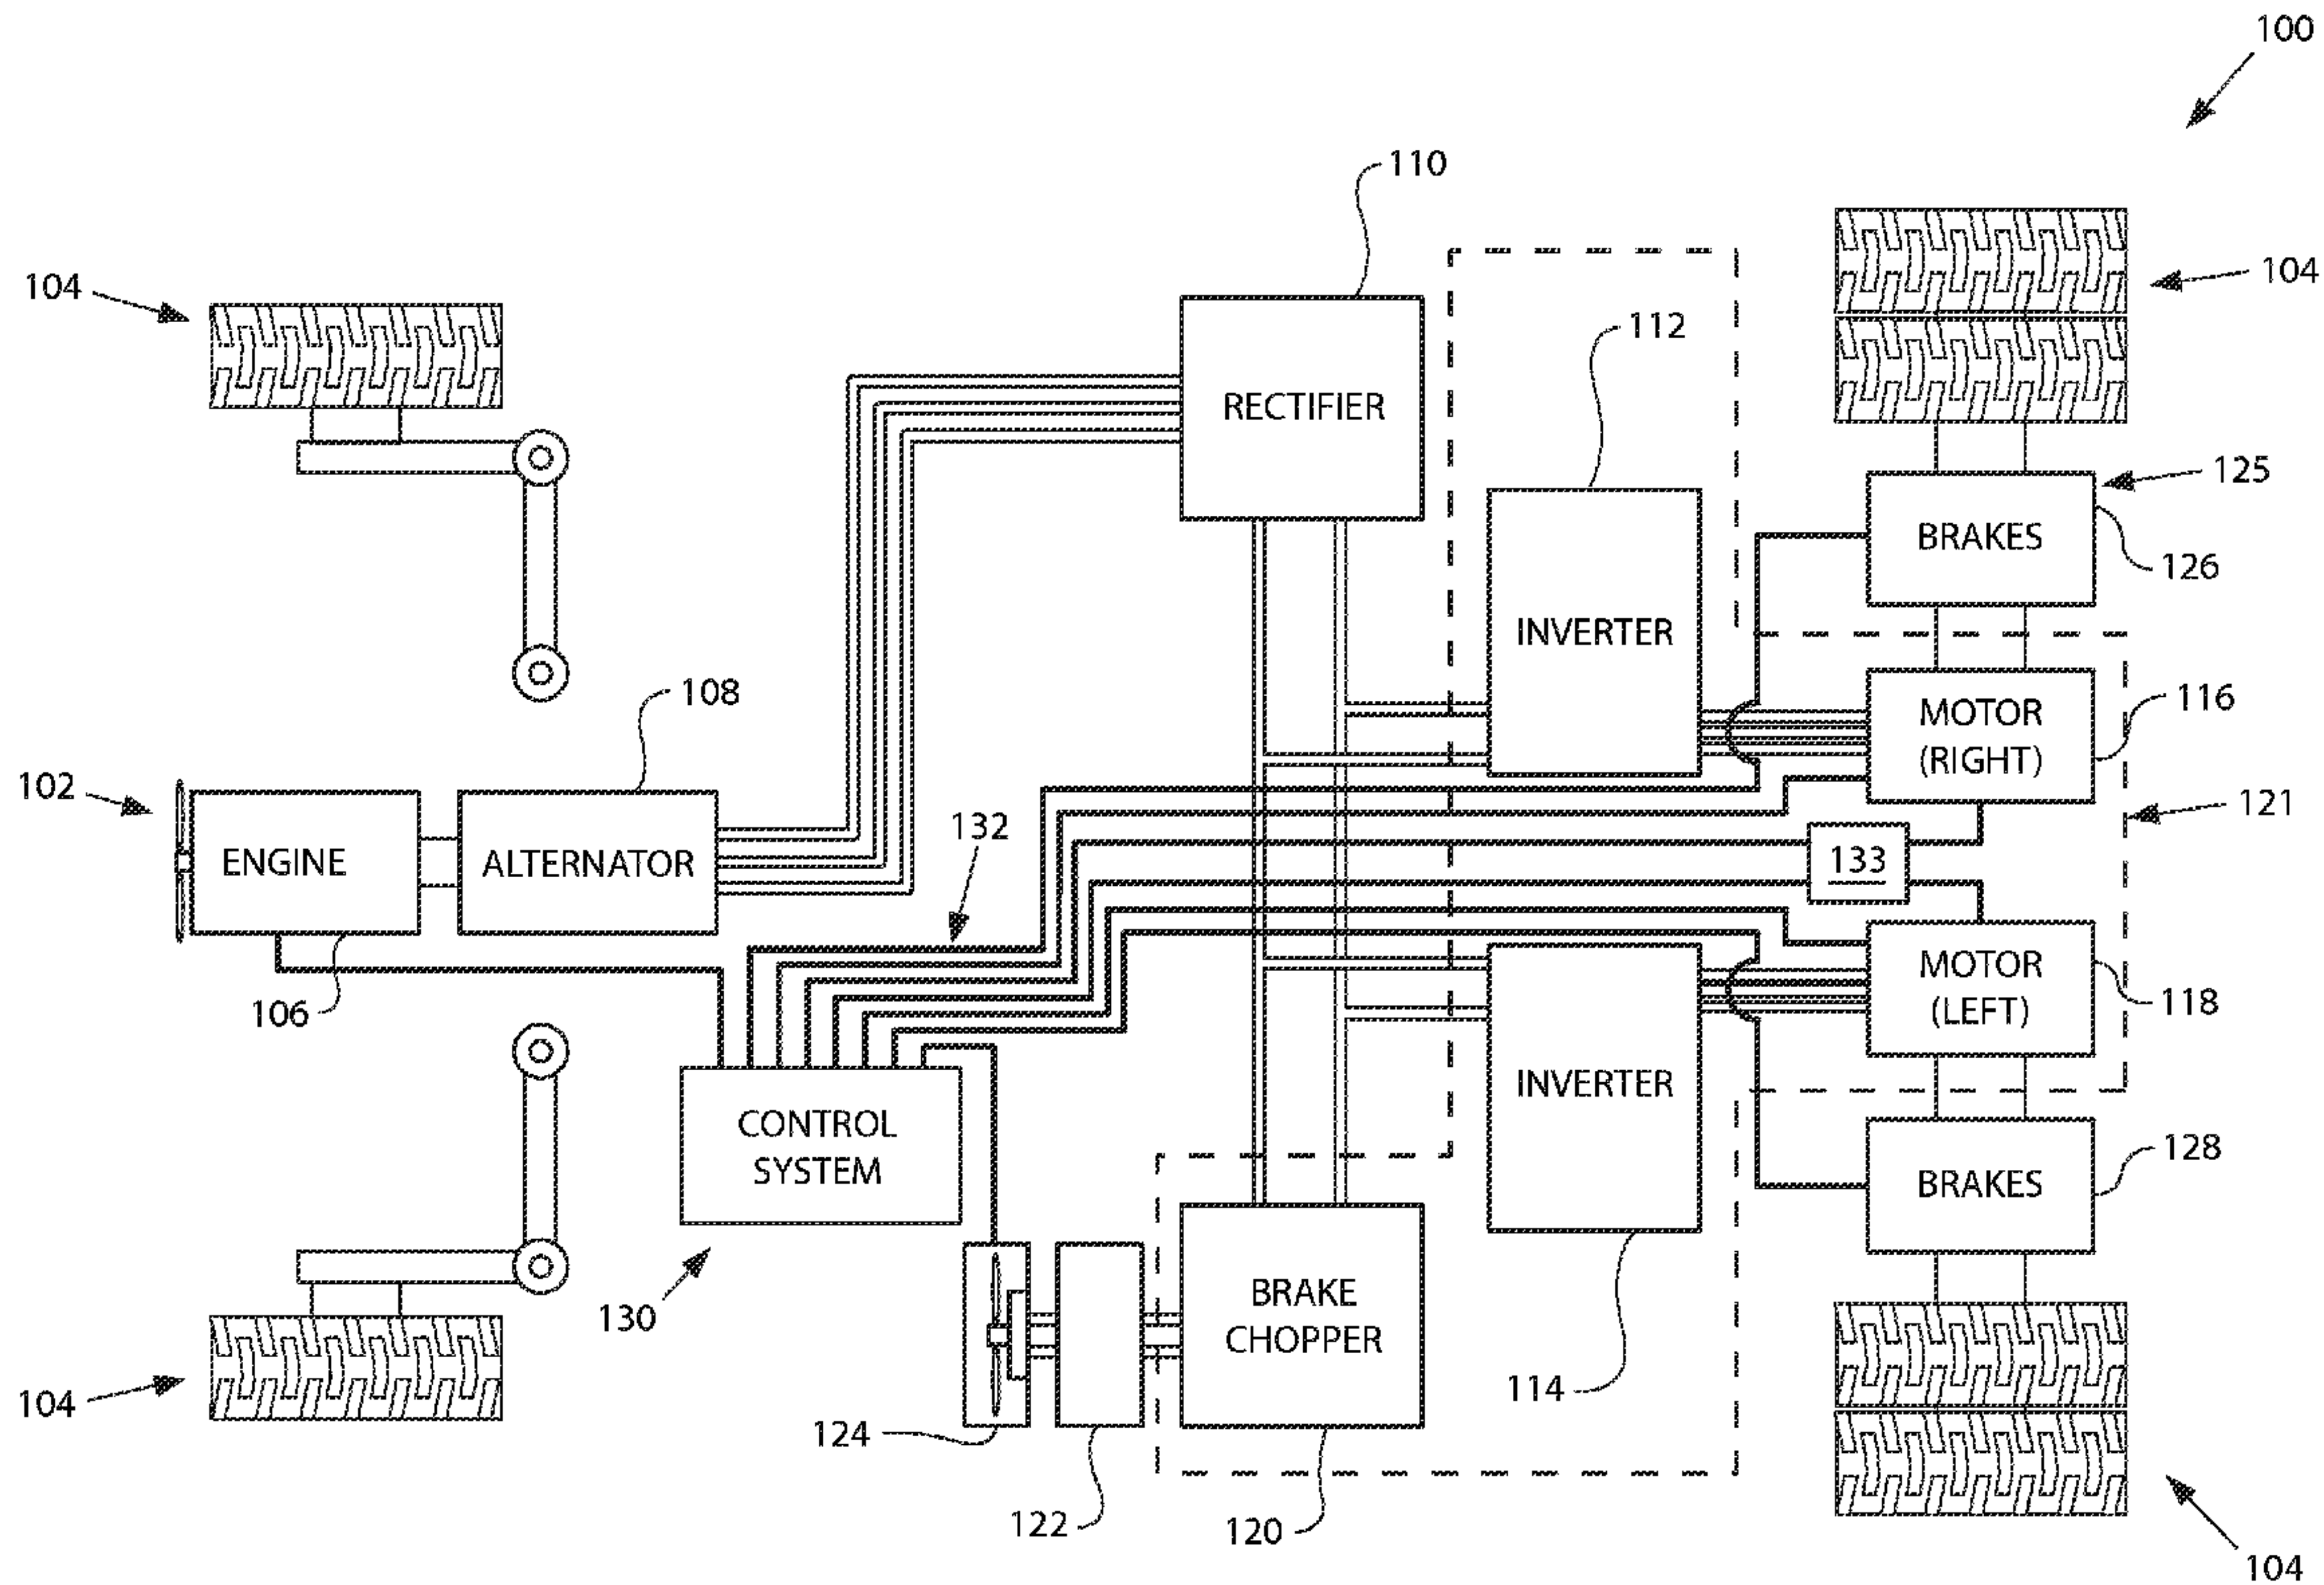 100
110
104
104
112
RECTIFIER
125
BRAKES
126
INVERTER
108
116
MOTOR
(RIGHT)
102
121
132
ENGINE
ALTERNATOR
133
MOTOR
(LEFT)
118
106
INVERTER
CONTROL
SYSTEM
128
BRAKES
BRAKE
CHOPPER
130
114
104
124
122
120
104